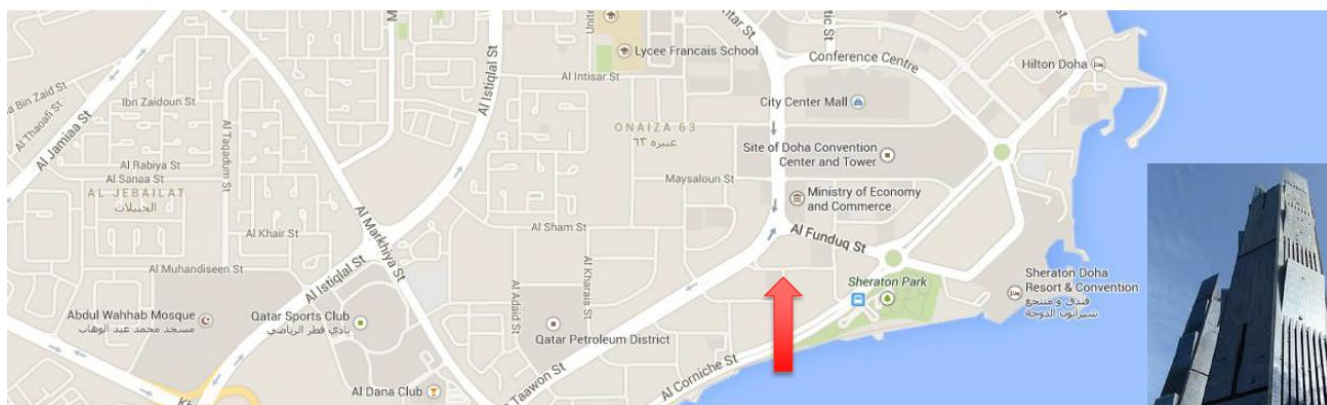 Lycee Francais School
Al Intisar St
Conference Centre
Hilton Doha
City Center Mall
a Bin Zaid St
Ibn Zaidoun St
Al Thaoafi St
Al Jamiaa St
Al Taqadum St
Al Istiqlal St
ONAIZA 63
عنيزة ٦٣
Site of Doha Convention
Center and Tower
Al Rabiya St
Al Sanaa St
Maysaloun St
AL JEBAILAT
الجبيلات
Al Markhiya St
Ministry of Economy
and Commerce
Al Khair St
Al Sham St
Al Funduq St
Al Muhandiseen St
Al Istiqlal St
Al Kharais St
Al Adaid St
Sheraton Park
Sheraton Doha
Resort & Convention
فندق و منتجع
شيراتون الدوحة
Abdul Wahhab Mosque
مسجد محمد عبد الوهاب
Qatar Sports Club
نادي قطر الرياضي
Qatar Petroleum District
Al Corniche St
Al Dana Club
Taawon St